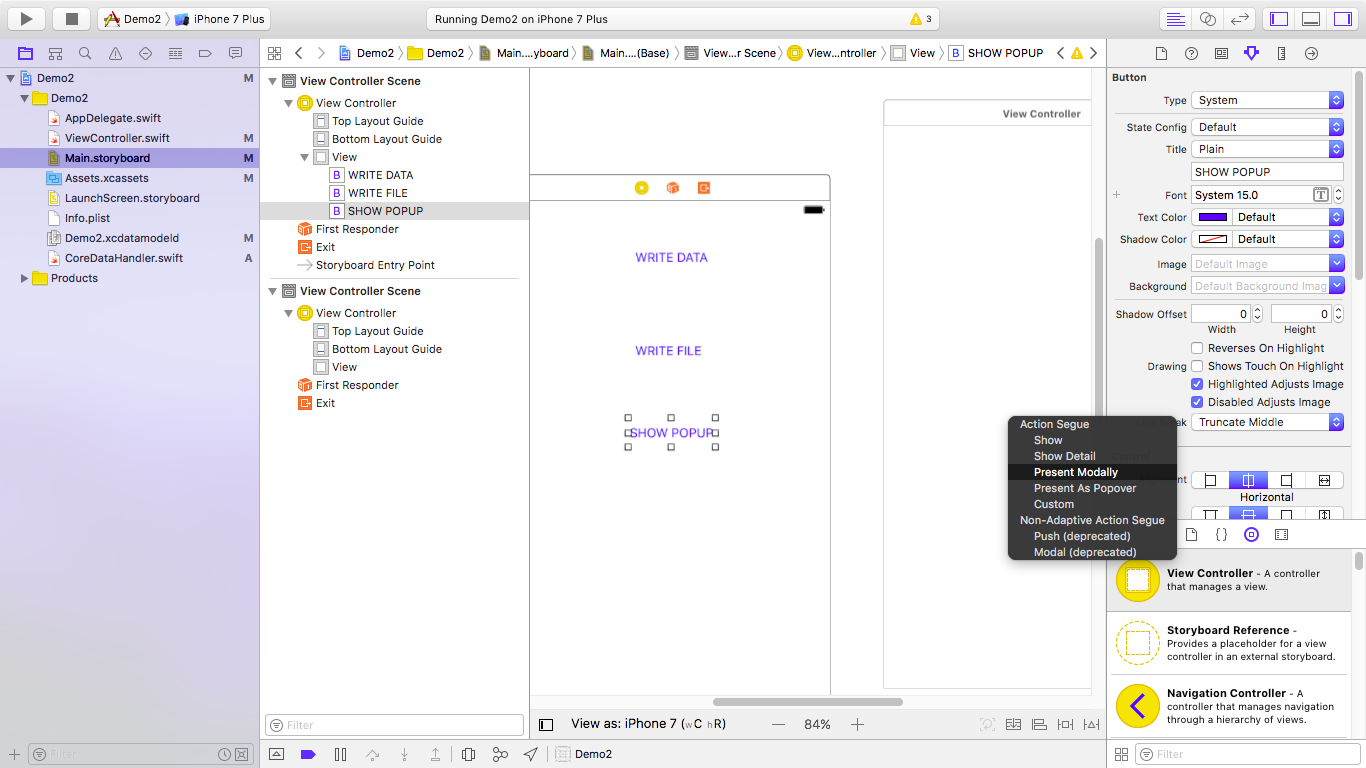 Demo2 iPhone 7 Plus
Running Demo2 on iPhone 7 Plus
3
Demo2 Demo2 Main....yboard Main....(Base) View...r Scene View...ntroller View B SHOW POPUP
Demo2 M
Demo2
AppDelegate.swift
ViewController.swift M
Main.storyboard M
Assets.xcassets M
LaunchScreen.storyboard
Info.plist
Demo2.xcdatamodeld M
CoreDataHandler.swift A
Products
Filter
View Controller Scene
View Controller
Top Layout Guide
Bottom Layout Guide
View
B WRITE DATA
B WRITE FILE
B SHOW POPUP
First Responder
Exit
Storyboard Entry Point
View Controller Scene
View Controller
Top Layout Guide
Bottom Layout Guide
View
First Responder
Exit
Filter
WRITE DATA
WRITE FILE
SHOW POPUP
View Controller
View as: iPhone 7 (wC hR)
84%
Demo2
Action Segue
Show
Show Detail
Present Modally
Present As Popover
Custom
Non-Adaptive Action Segue
Push (deprecated)
Modal (deprecated)
Button
Type System
State Config Default
Title Plain
SHOW POPUP
Font System 15.0 T
Text Color Default
Shadow Color Default
Image Default Image
Background Default Background Imag
Shadow Offset 0 0
Width Height
Reverses On Highlight
Drawing Shows Touch On Highlight
Highlighted Adjusts Image
Disabled Adjusts Image
Truncate Middle
Horizontal
View Controller - A controller
that manages a view.
Storyboard Reference -
Provides a placeholder for a view
controller in an external storyboard.
Navigation Controller - A
controller that manages navigation
through a hierarchy of views.
Filter